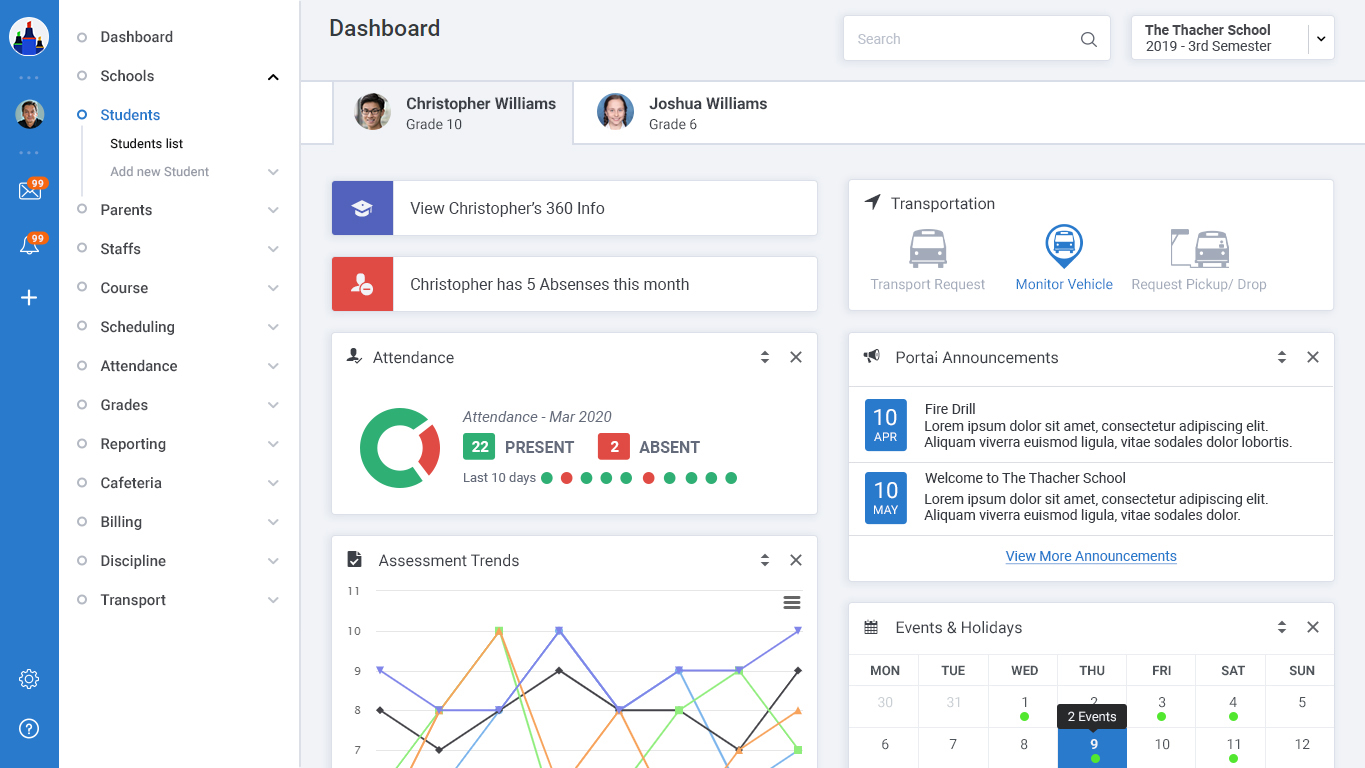 99
99
Dashboard
Schools
Students
Students list
Add new Student
Parents
Staffs
Course
Scheduling
Attendance
Grades
Reporting
Cafeteria
Billing
Discipline
Transport
Dashboard
Search
The Thacher School
2019 - 3rd Semester
Christopher Williams
Grade 10
Joshua Williams
Grade 6
View Christopher's 360 Info
Christopher has 5 Absenses this month
Attendance
Attendance - Mar 2020
22 PRESENT 2 ABSENT
Last 10 days
Assessment Trends
11
10
9
8
7
Transportation
Transport Request
Monitor Vehicle
Request Pickup/ Drop
Portal Announcements
10
APR
Fire Drill
Lorem ipsum dolor sit amet, consectetur adipiscing elit.
Aliquam viverra euismod ligula, vitae sodales dolor lobortis.
10
MAY
Welcome to The Thacher School
Lorem ipsum dolor sit amet, consectetur adipiscing elit.
Aliquam viverra euismod ligula, vitae sodales dolor.
View More Announcements
Events & Holidays
MON TUE WED THU FRI SAT SUN
30 31 1 2 3 4 5
2 Events
6 7 8 9 10 11 12